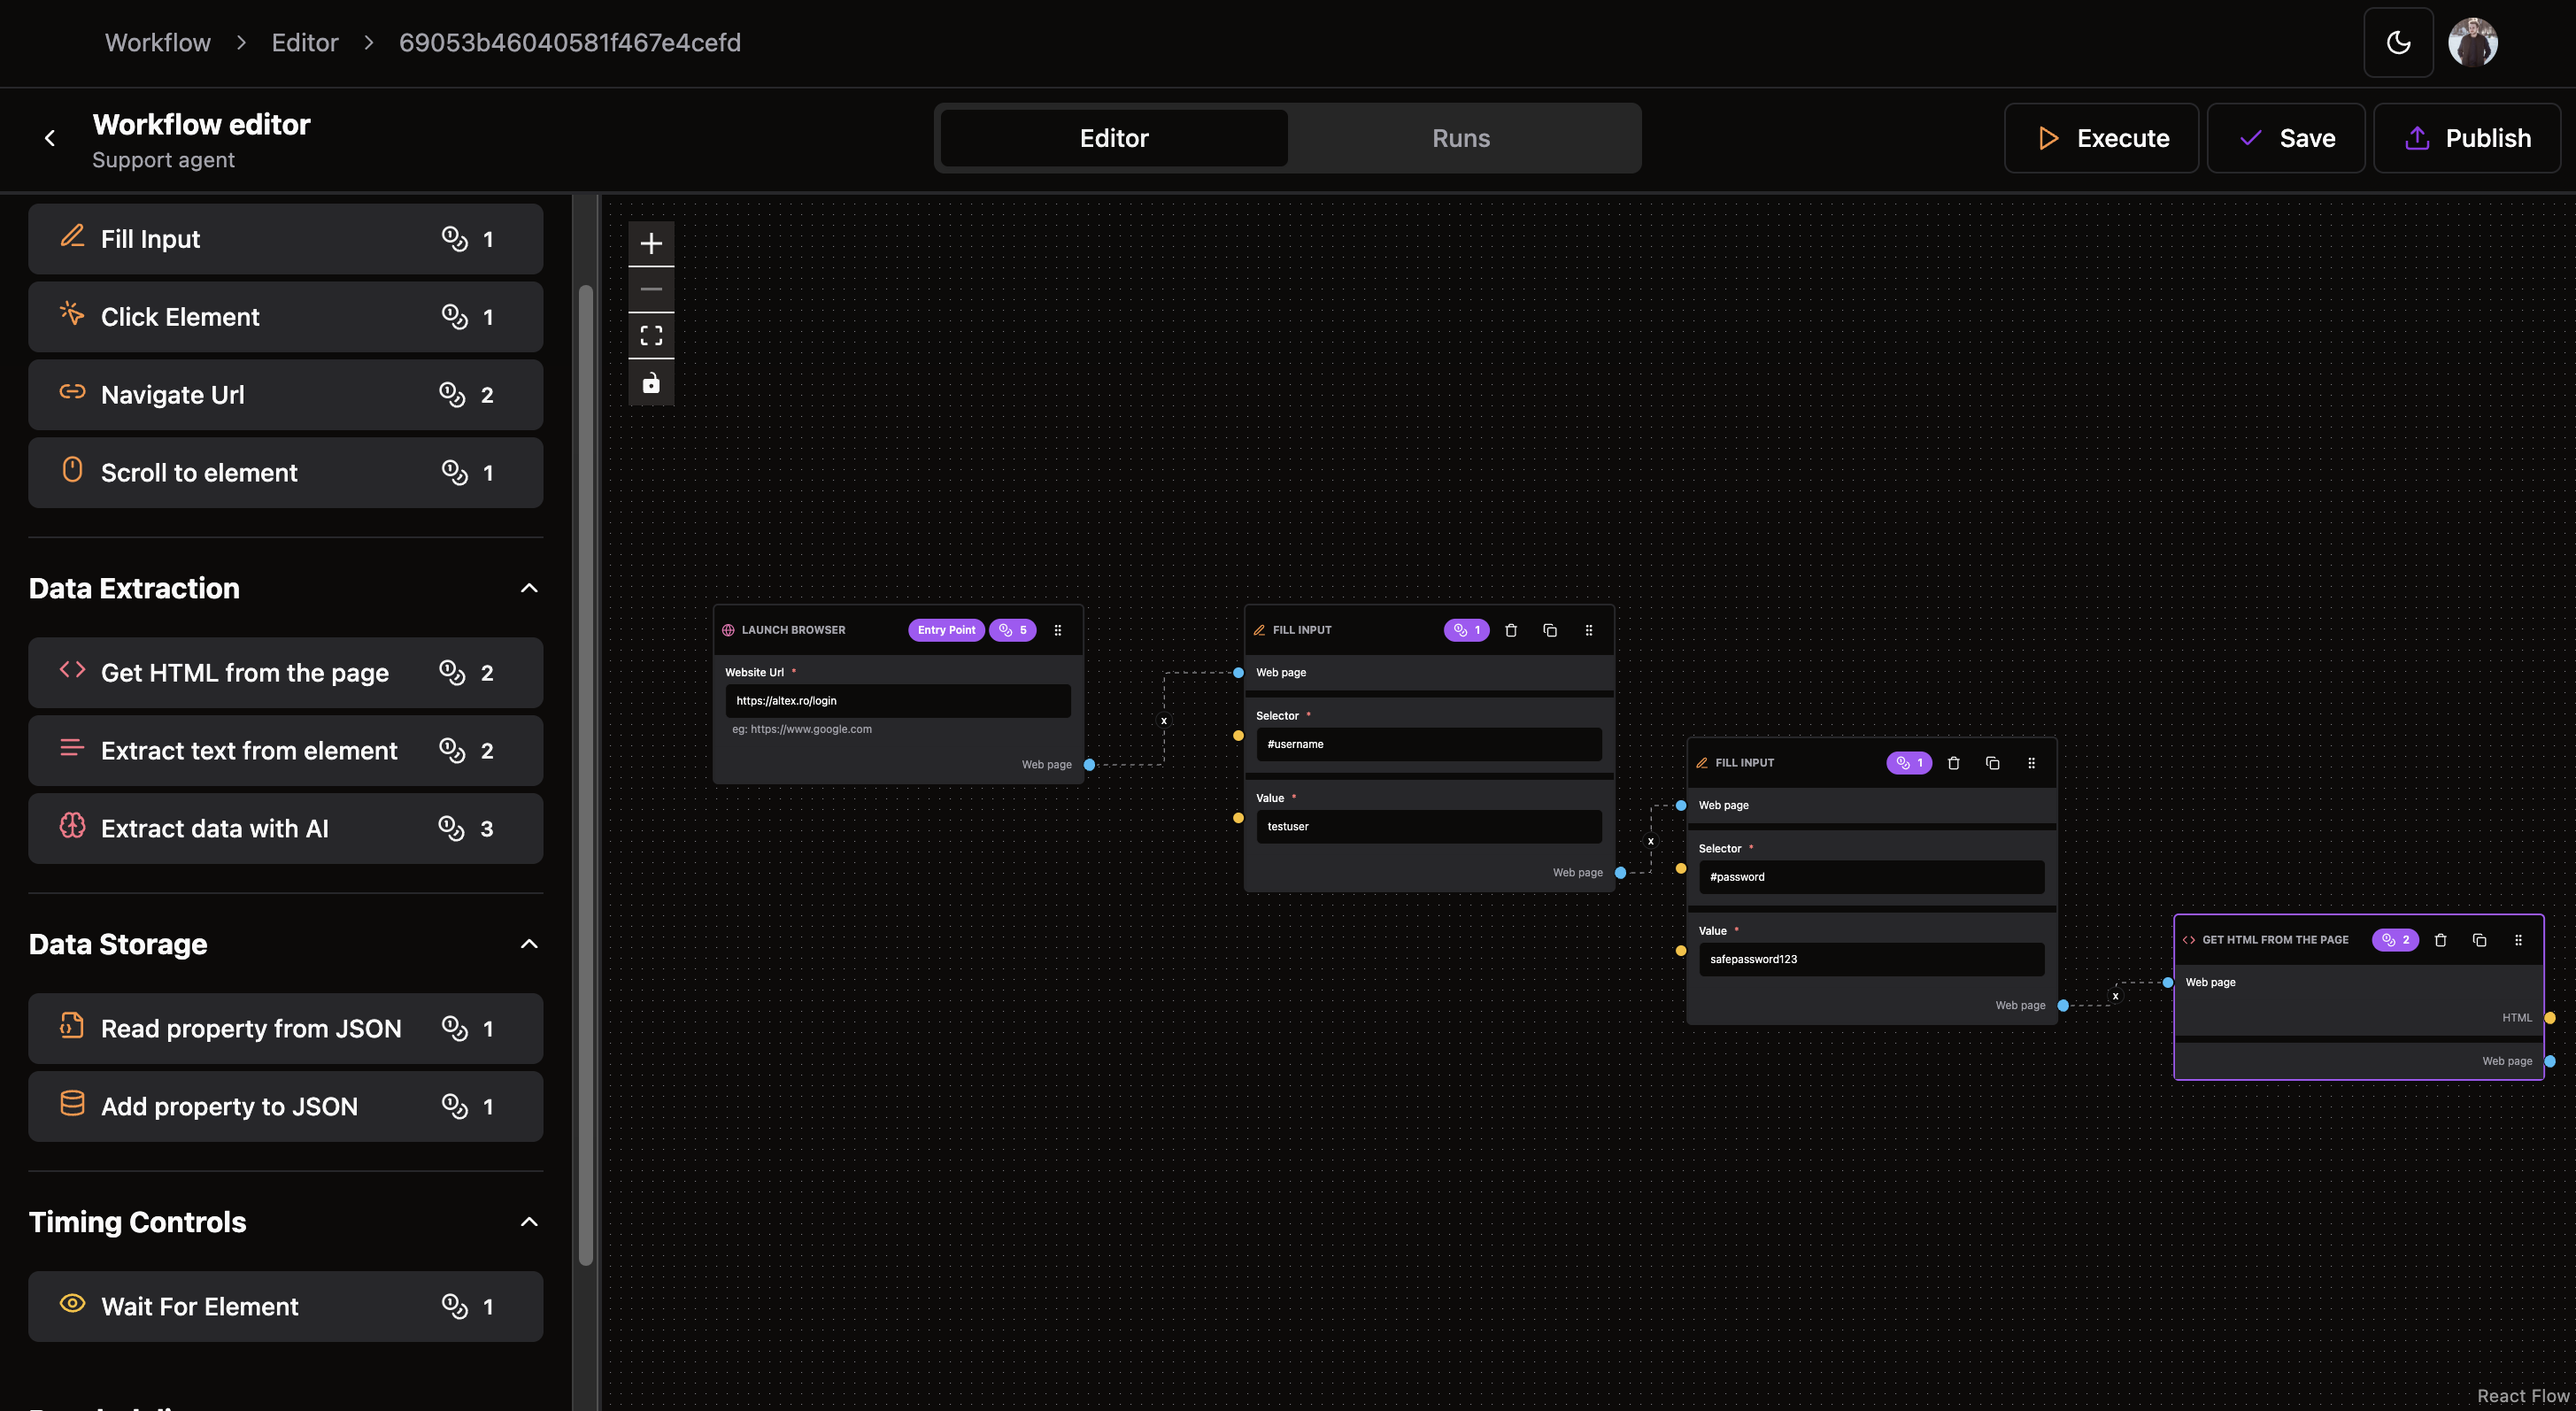 Workflow > Editor > 69053b46040581f467e4cefd
Workflow editor
Support agent
Editor
Runs
Execute
Save
Publish
Fill Input 1
Click Element 1
Navigate Url 2
Scroll to element 1
Data Extraction
Get HTML from the page 2
Extract text from element 2
Extract data with AI 3
Data Storage
Read property from JSON 1
Add property to JSON 1
Timing Controls
Wait For Element 1
LAUNCH BROWSER Entry Point 5
Website Url *
https://altex.ro/login
eg: https://www.google.com
Web page
x
FILL INPUT 1
Web page
Selector *
#username
Value *
testuser
Web page
x
FILL INPUT 1
Web page
Selector *
#password
Value *
safepassword123
Web page
x
GET HTML FROM THE PAGE 2
Web page
HTML
Web page
React Flow